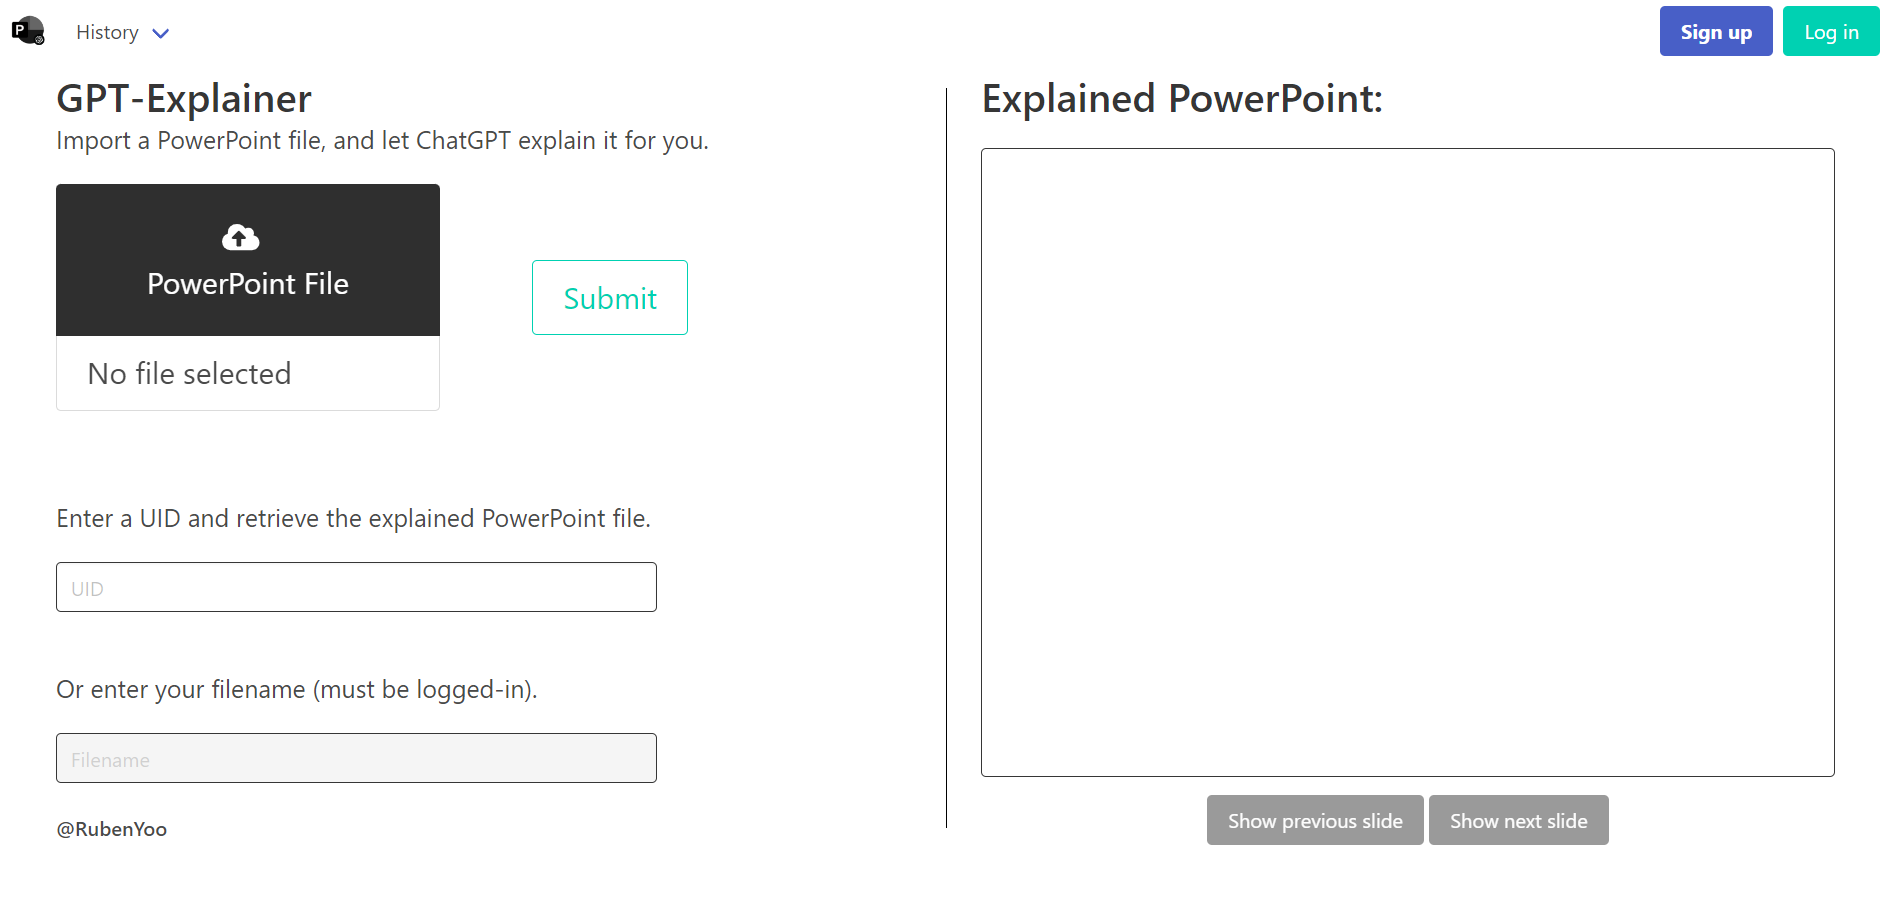 P
History
Sign up
Log in
GPT-Explainer
Import a PowerPoint file, and let ChatGPT explain it for you.
PowerPoint File
No file selected
Submit
Enter a UID and retrieve the explained PowerPoint file.
UID
Or enter your filename (must be logged-in).
Filename
@RubenYoo
Explained PowerPoint:
Show previous slide
Show next slide